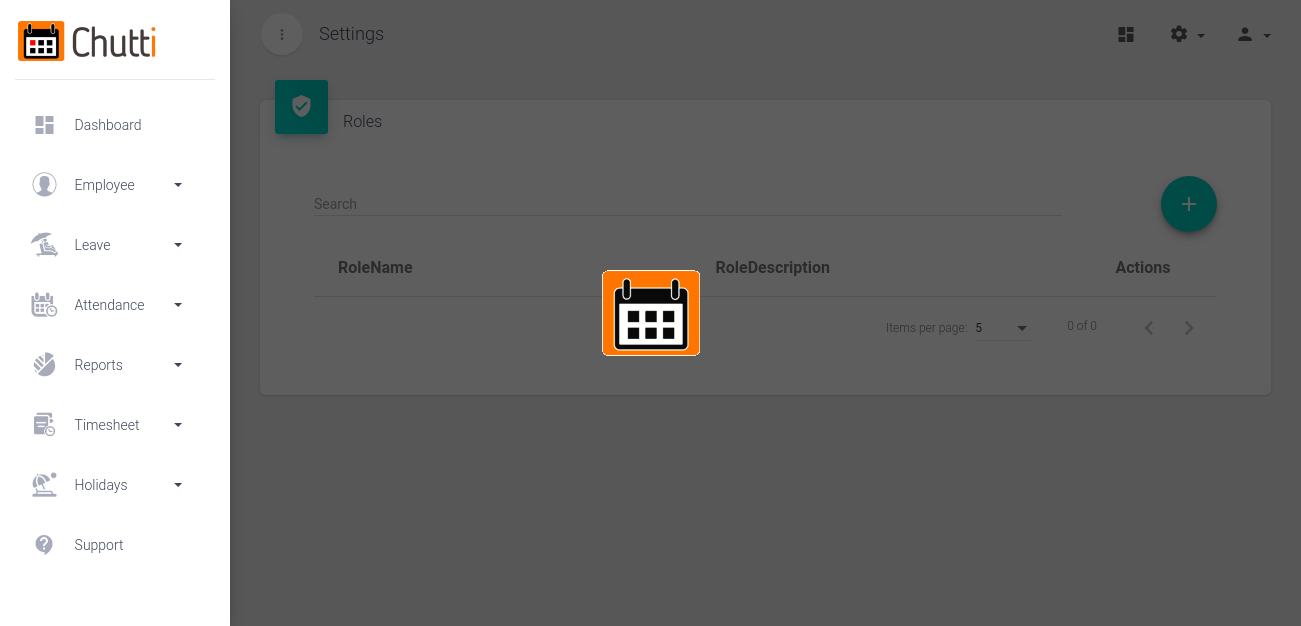 Chutti
Settings
Dashboard
Employee
Leave
Attendance
Reports
Timesheet
Holidays
Support
Roles
Search
RoleName RoleDescription Actions
Items per page: 5 0 of 0